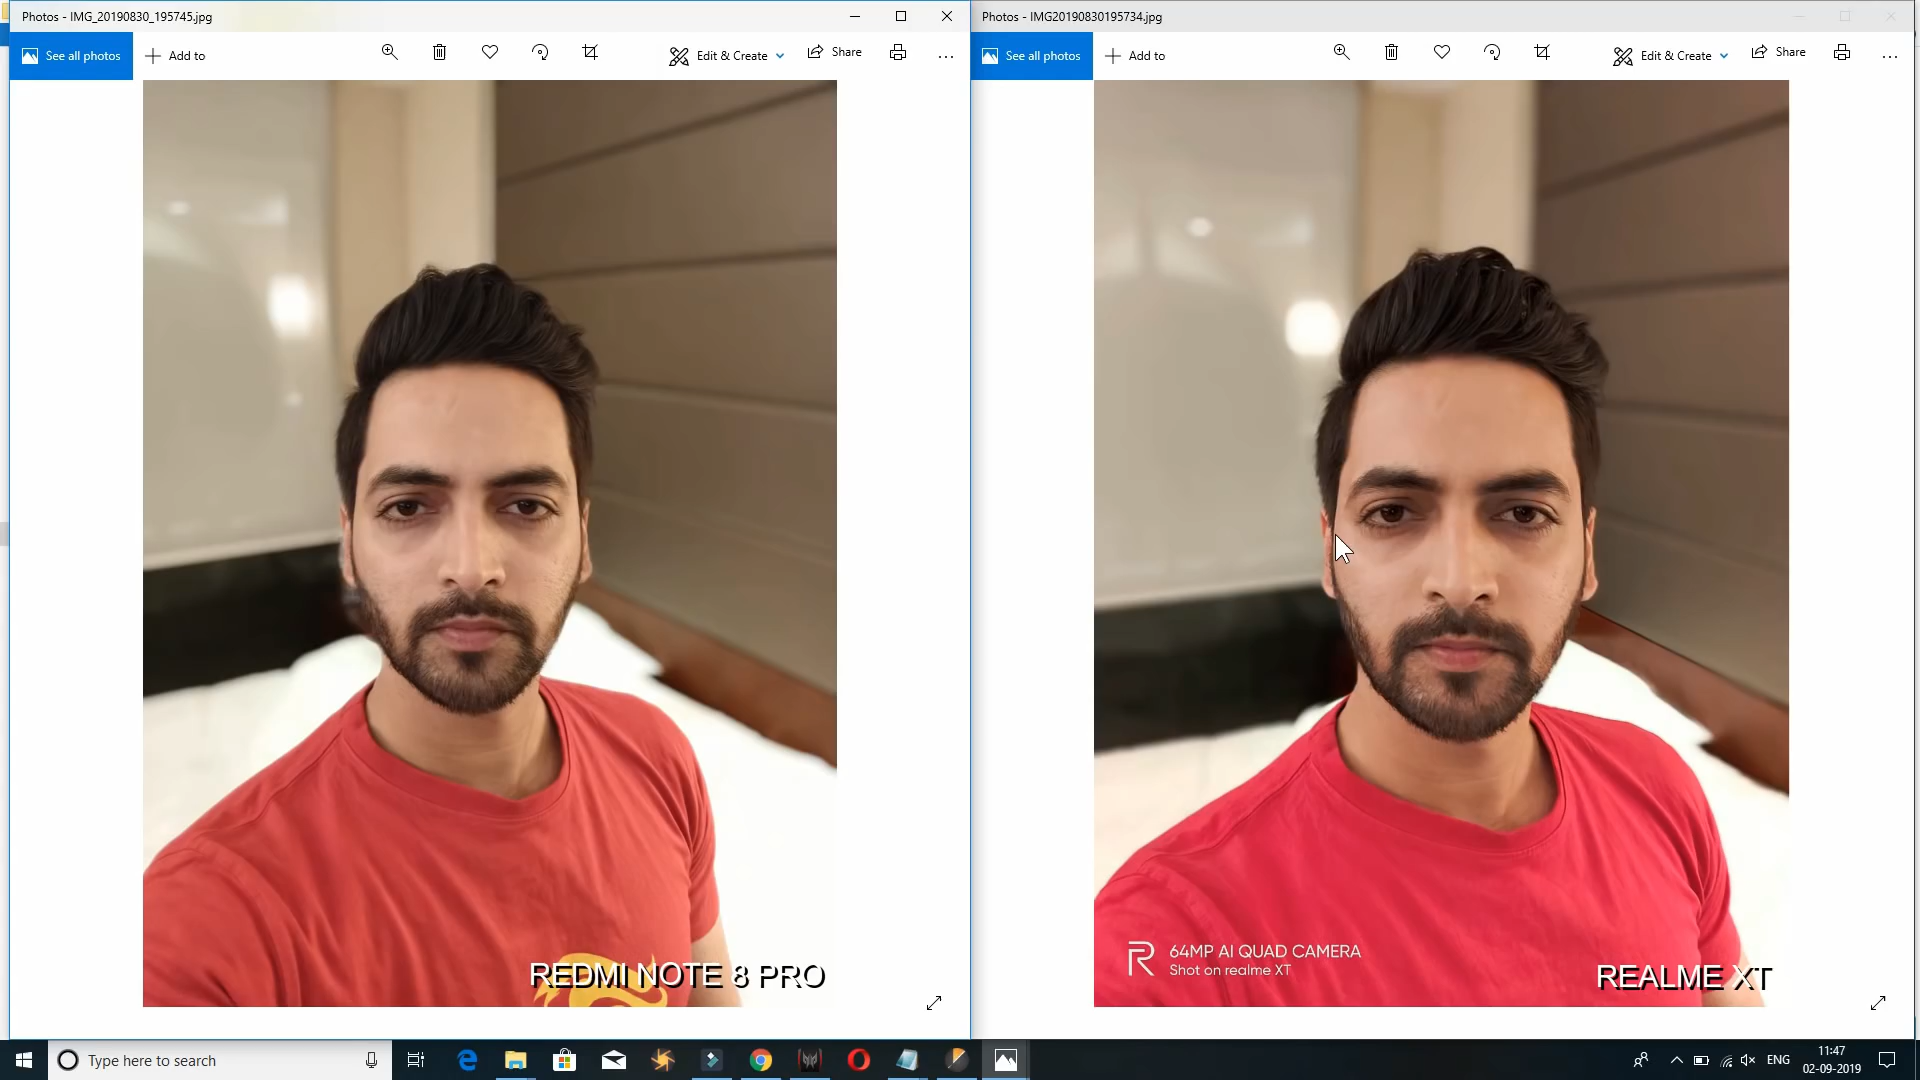 Photos - IMG_20190830_195745.jpg
See all photos
Add to
Edit & Create
Share
REDMI NOTE 8 PRO
Photos - IMG20190830195734.jpg
See all photos
Add to
Edit & Create
Share
64MP AI QUAD CAMERA
Shot on realme XT
REALME XT
Type here to search
ENG
11:47
02-09-2019